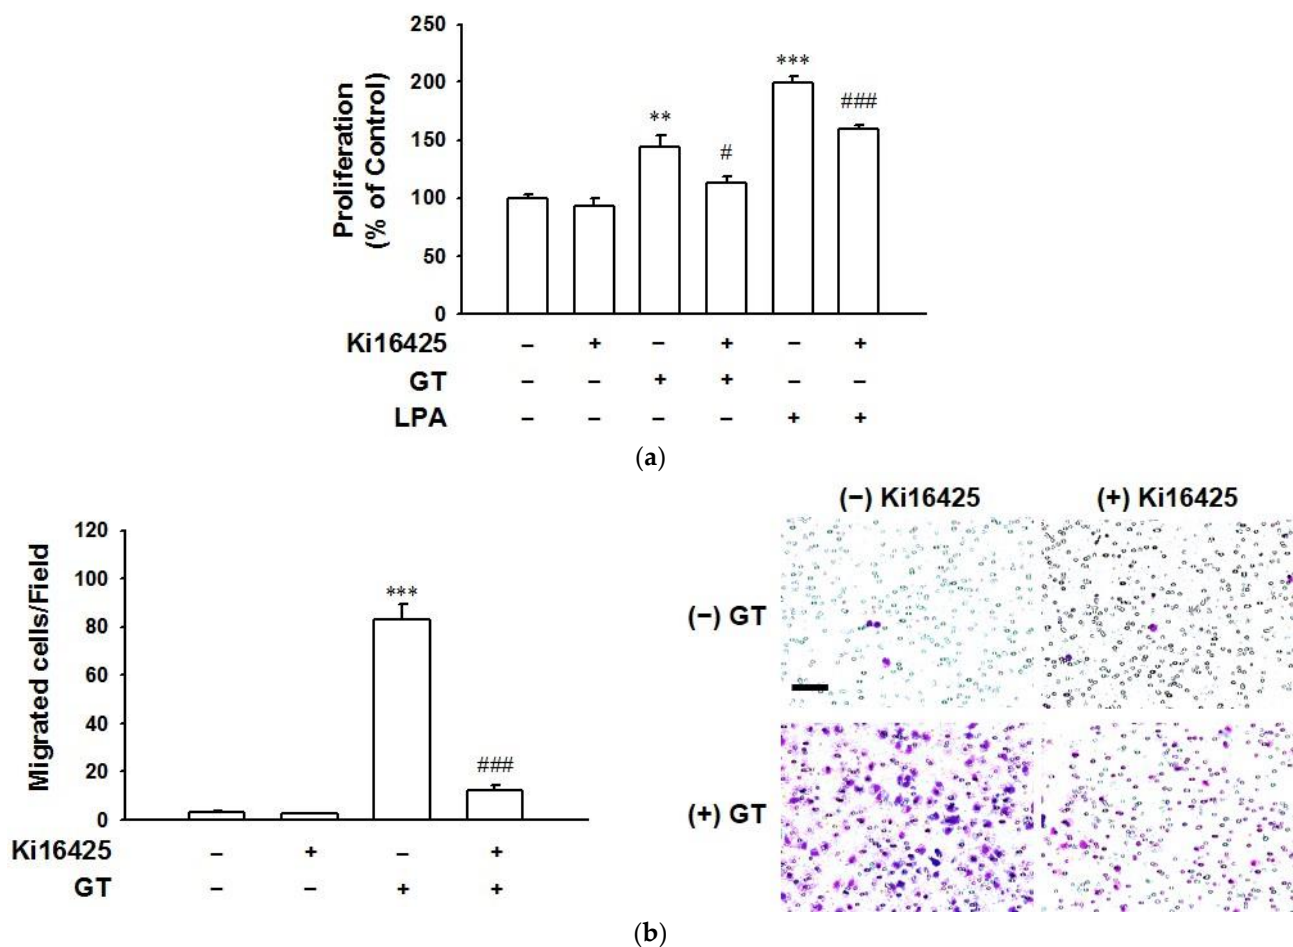 250
200
150
100
50
0
Proliferation
(% of Control)
**
#
***
###
Ki16425 – + – + – +
GT – – + + – –
LPA – – – – + +
(a)
120
100
80
60
40
20
0
Migrated cells/Field
***
###
Ki16425 – + – +
GT – – + +
(−) Ki16425 (+) Ki16425
(−) GT
(+) GT
(b)